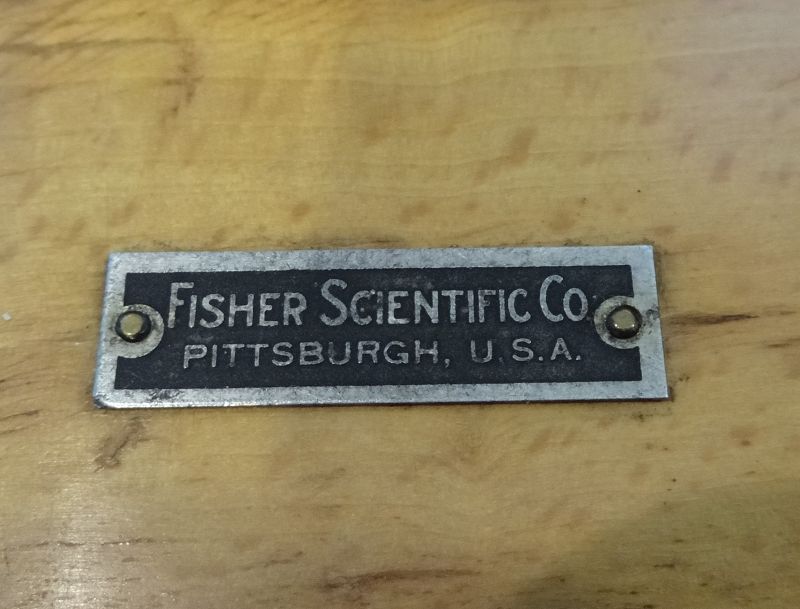 Fisher Scientific Co.
PITTSBURGH, U.S.A.